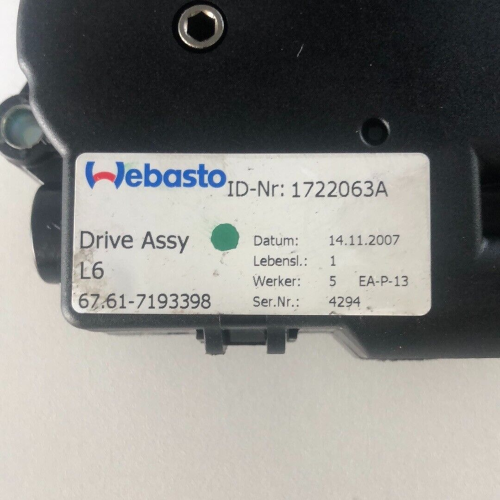 Webasto
ID-Nr: 1722063A
Drive Assy
L6
67.61-7193398
Datum: 14.11.2007
Lebensl.: 1
Werker: 5 EA-P-13
Ser.Nr.: 4294